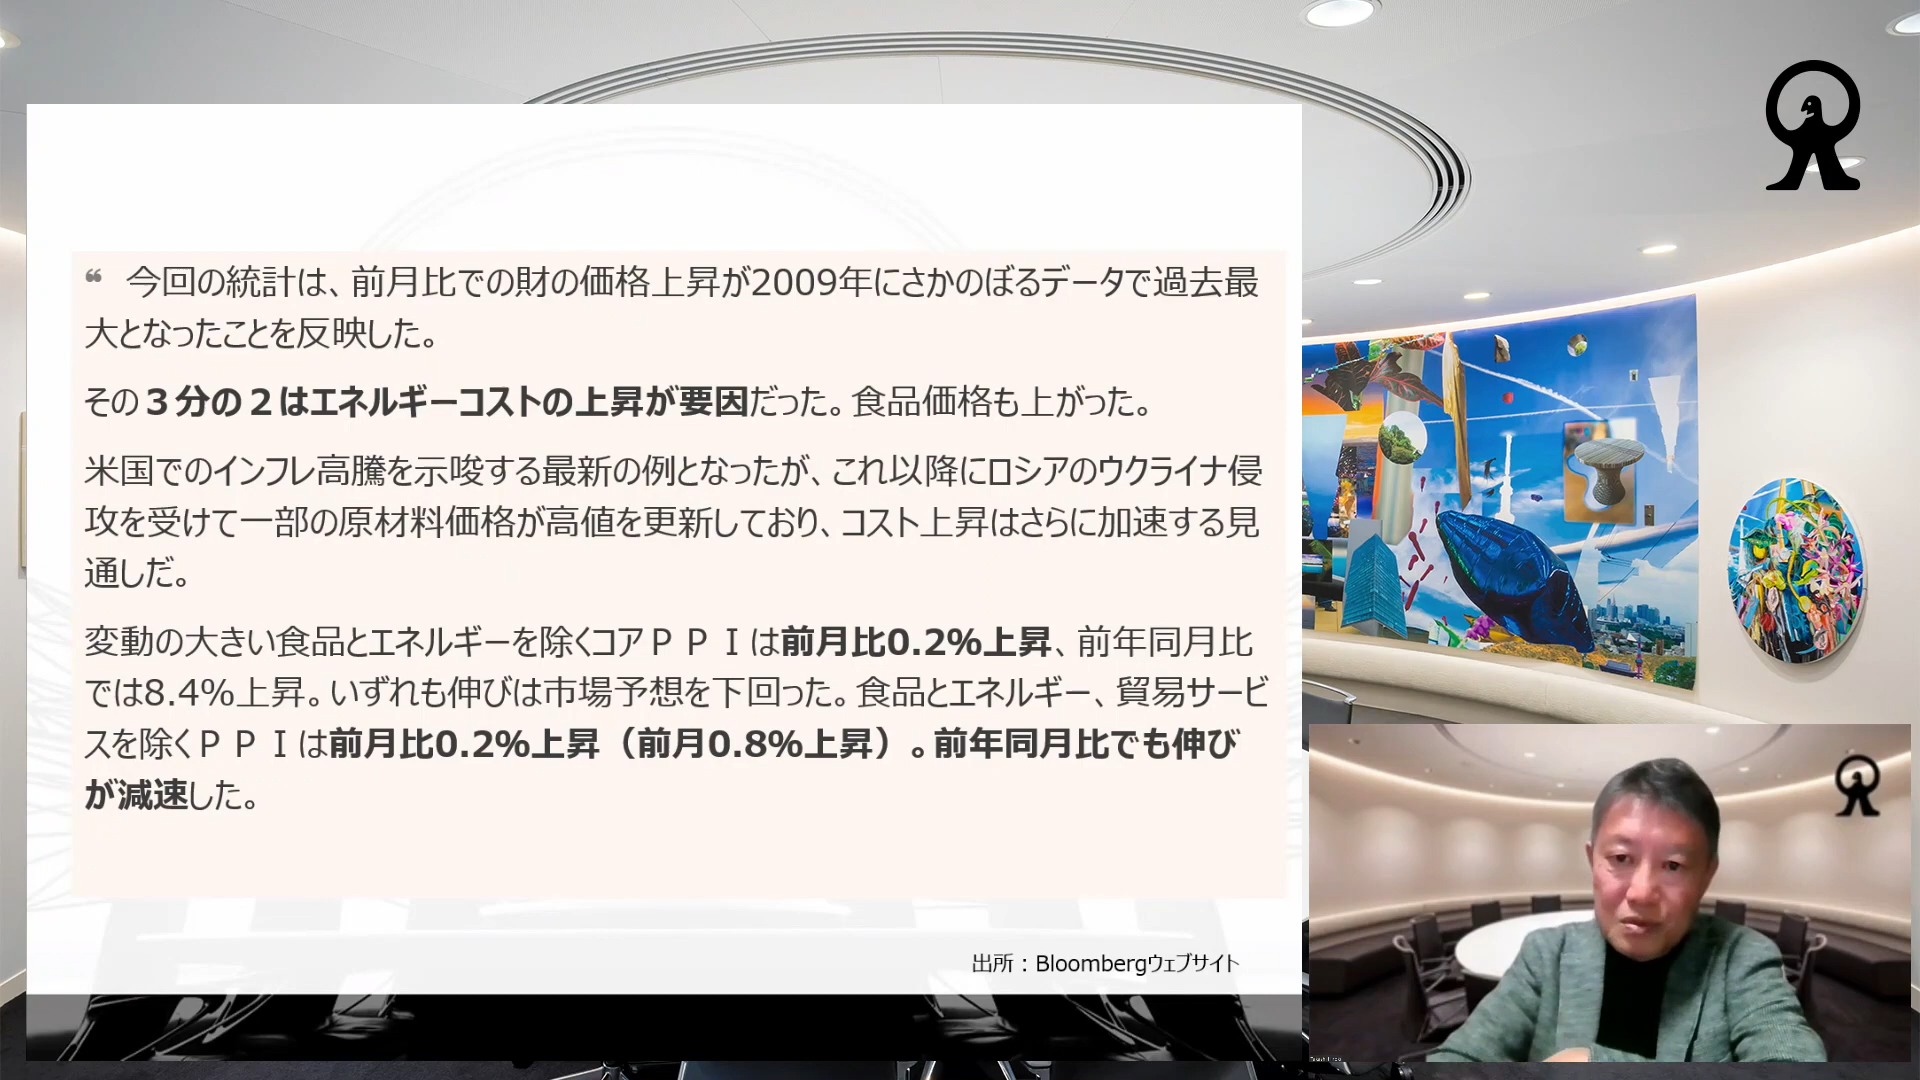 ❝ 今回の統計は、前月比での財の価格上昇が2009年にさかのぼるデータで過去最
大となったことを反映した。
その３分の２はエネルギーコストの上昇が要因だった。食品価格も上がった。
米国でのインフレ高騰を示唆する最新の例となったが、これ以降にロシアのウクライナ侵
攻を受けて一部の原材料価格が高値を更新しており、コスト上昇はさらに加速する見
通しだ。
変動の大きい食品とエネルギーを除くコアＰＰＩは前月比0.2%上昇、前年同月比
では8.4%上昇。いずれも伸びは市場予想を下回った。食品とエネルギー、貿易サービ
スを除くＰＰＩは前月比0.2%上昇（前月0.8%上昇）。前年同月比でも伸び
が減速した。
出所：Bloombergウェブサイト